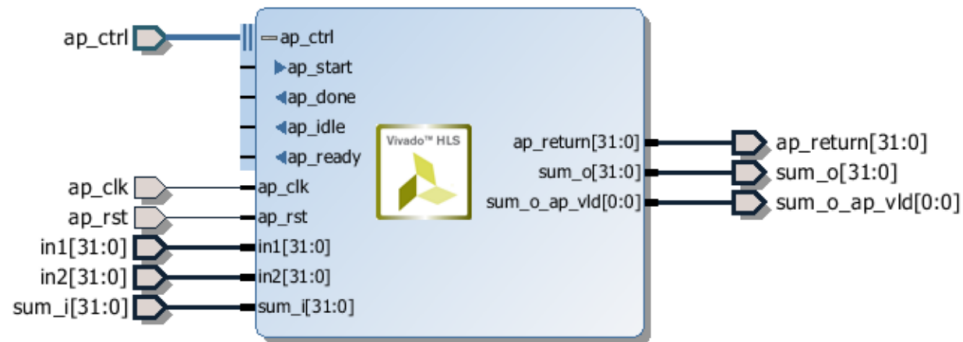 ap_ctrl
ap_clk
ap_rst
in1[31:0]
in2[31:0]
sum_i[31:0]
ap_ctrl
ap_start
ap_done
ap_idle
ap_ready
ap_clk
ap_rst
in1[31:0]
in2[31:0]
sum_i[31:0]
Vivado™ HLS
ap_return[31:0]
sum_o[31:0]
sum_o_ap_vld[0:0]
ap_return[31:0]
sum_o[31:0]
sum_o_ap_vld[0:0]